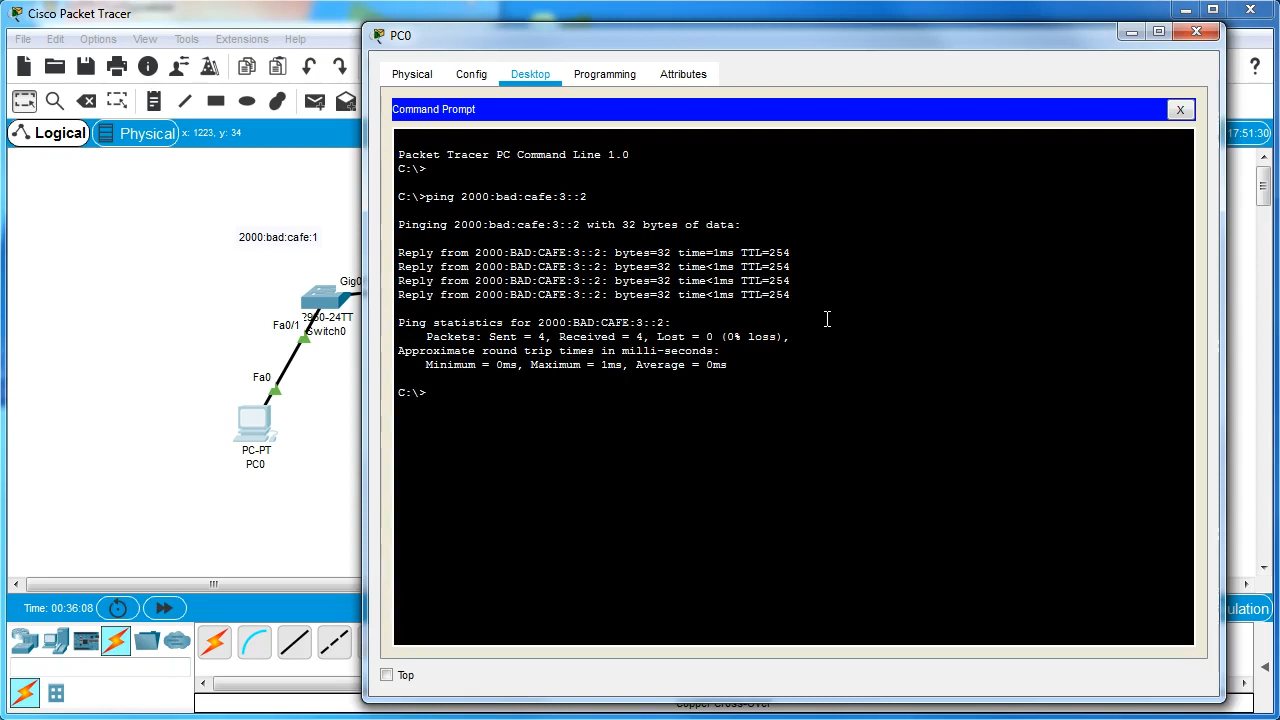 Cisco Packet Tracer
File Edit Options View Tools Extensions Help
?
Logical
Physical
x: 1223, y: 34
17:51:30
2000:bad:cafe:1
Fa0/1
Switch0
Fa0
PC-PT
PC0
Time: 00:36:08
PC0
Physical Config Desktop Programming Attributes
Command Prompt
X
Packet Tracer PC Command Line 1.0
C:\>
C:\>ping 2000:bad:cafe:3::2
Pinging 2000:bad:cafe:3::2 with 32 bytes of data:
Reply from 2000:BAD:CAFE:3::2: bytes=32 time=1ms TTL=254
Reply from 2000:BAD:CAFE:3::2: bytes=32 time<1ms TTL=254
Reply from 2000:BAD:CAFE:3::2: bytes=32 time<1ms TTL=254
Reply from 2000:BAD:CAFE:3::2: bytes=32 time<1ms TTL=254
Ping statistics for 2000:BAD:CAFE:3::2:
Packets: Sent = 4, Received = 4, Lost = 0 (0% loss),
Approximate round trip times in milli-seconds:
Minimum = 0ms, Maximum = 1ms, Average = 0ms
C:\>
Top